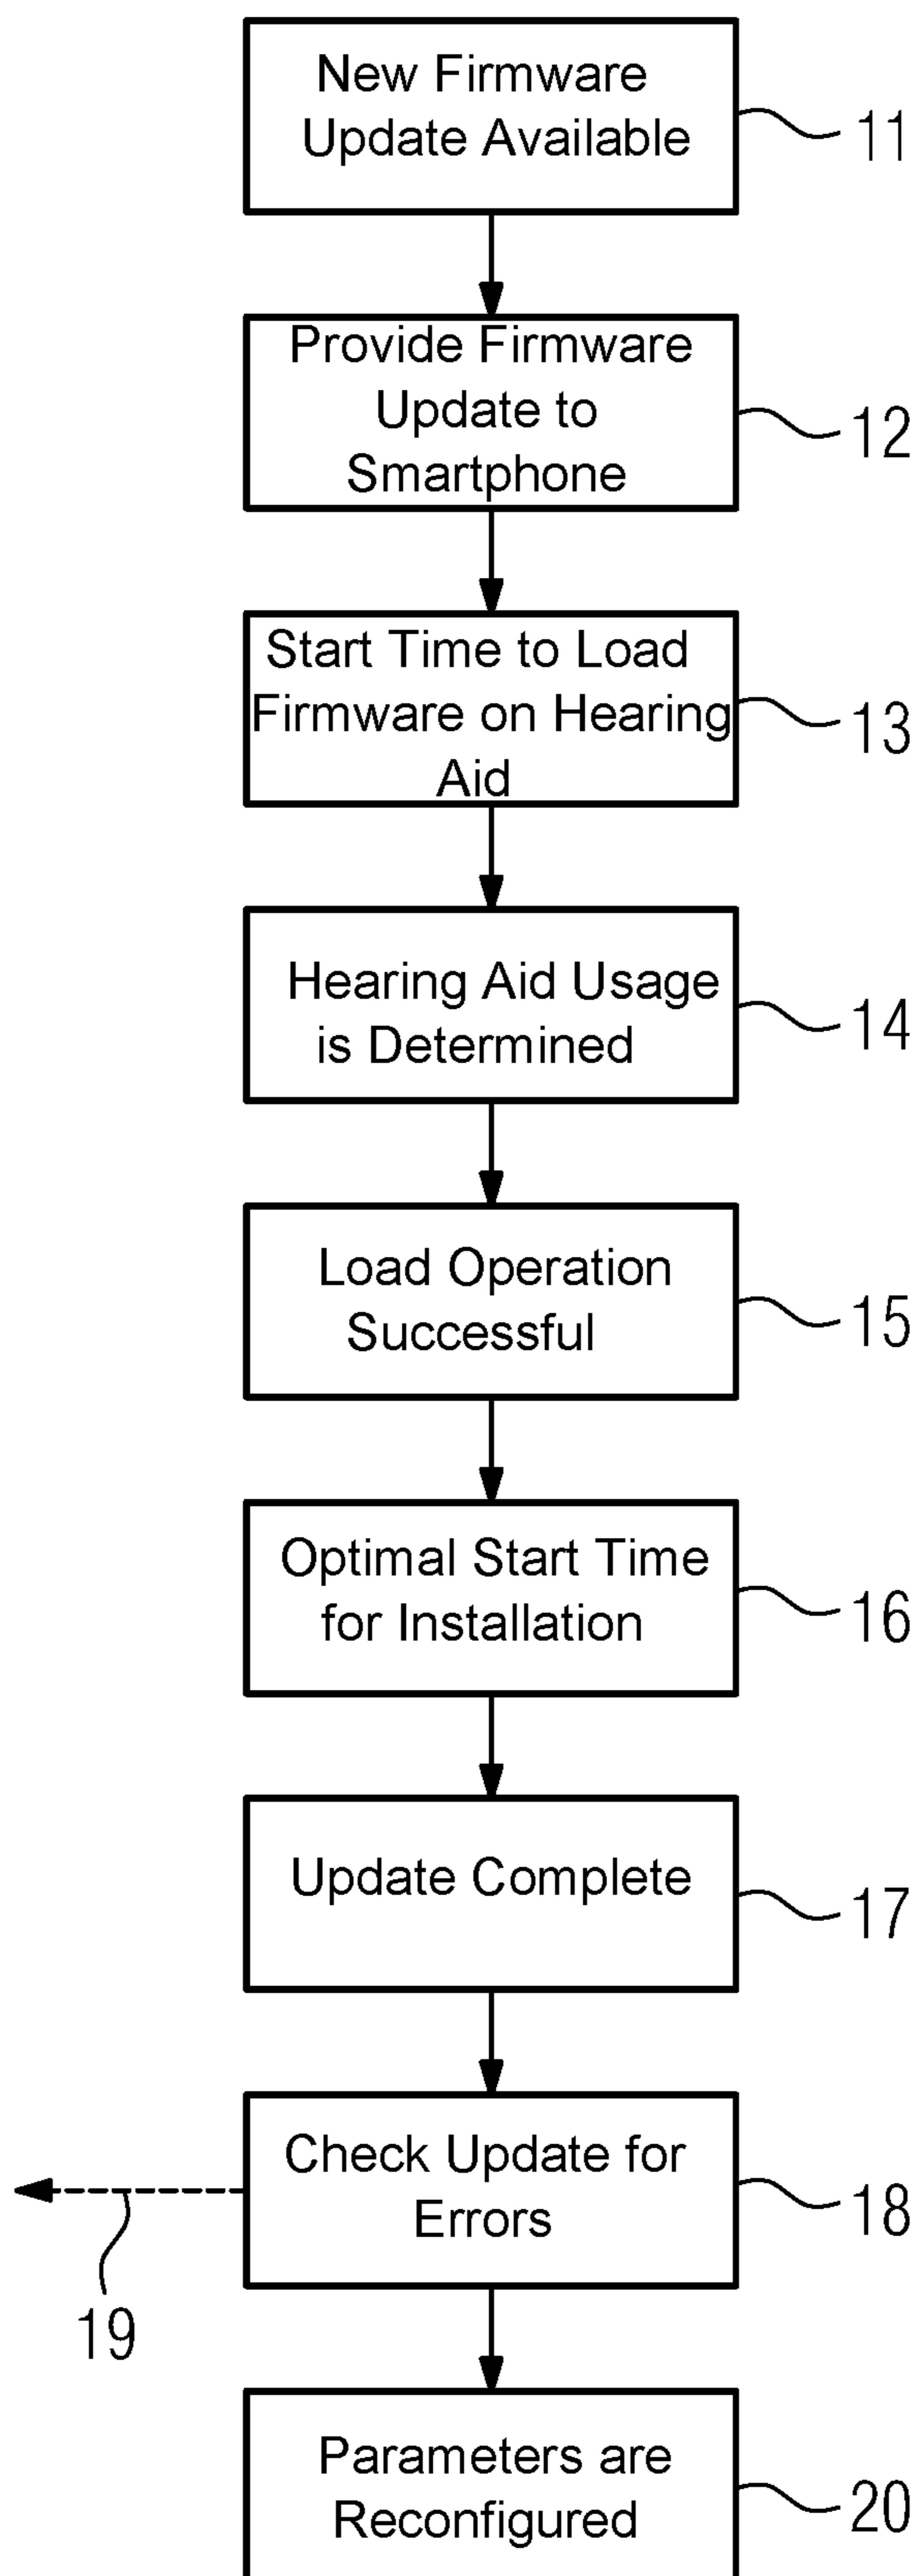 New Firmware
Update Available
11
Provide Firmware
Update to
Smartphone
12
Start Time to Load
Firmware on Hearing
Aid
13
Hearing Aid Usage
is Determined
14
Load Operation
Successful
15
Optimal Start Time
for Installation
16
Update Complete
17
Check Update for
Errors
18
19
Parameters are
Reconfigured
20